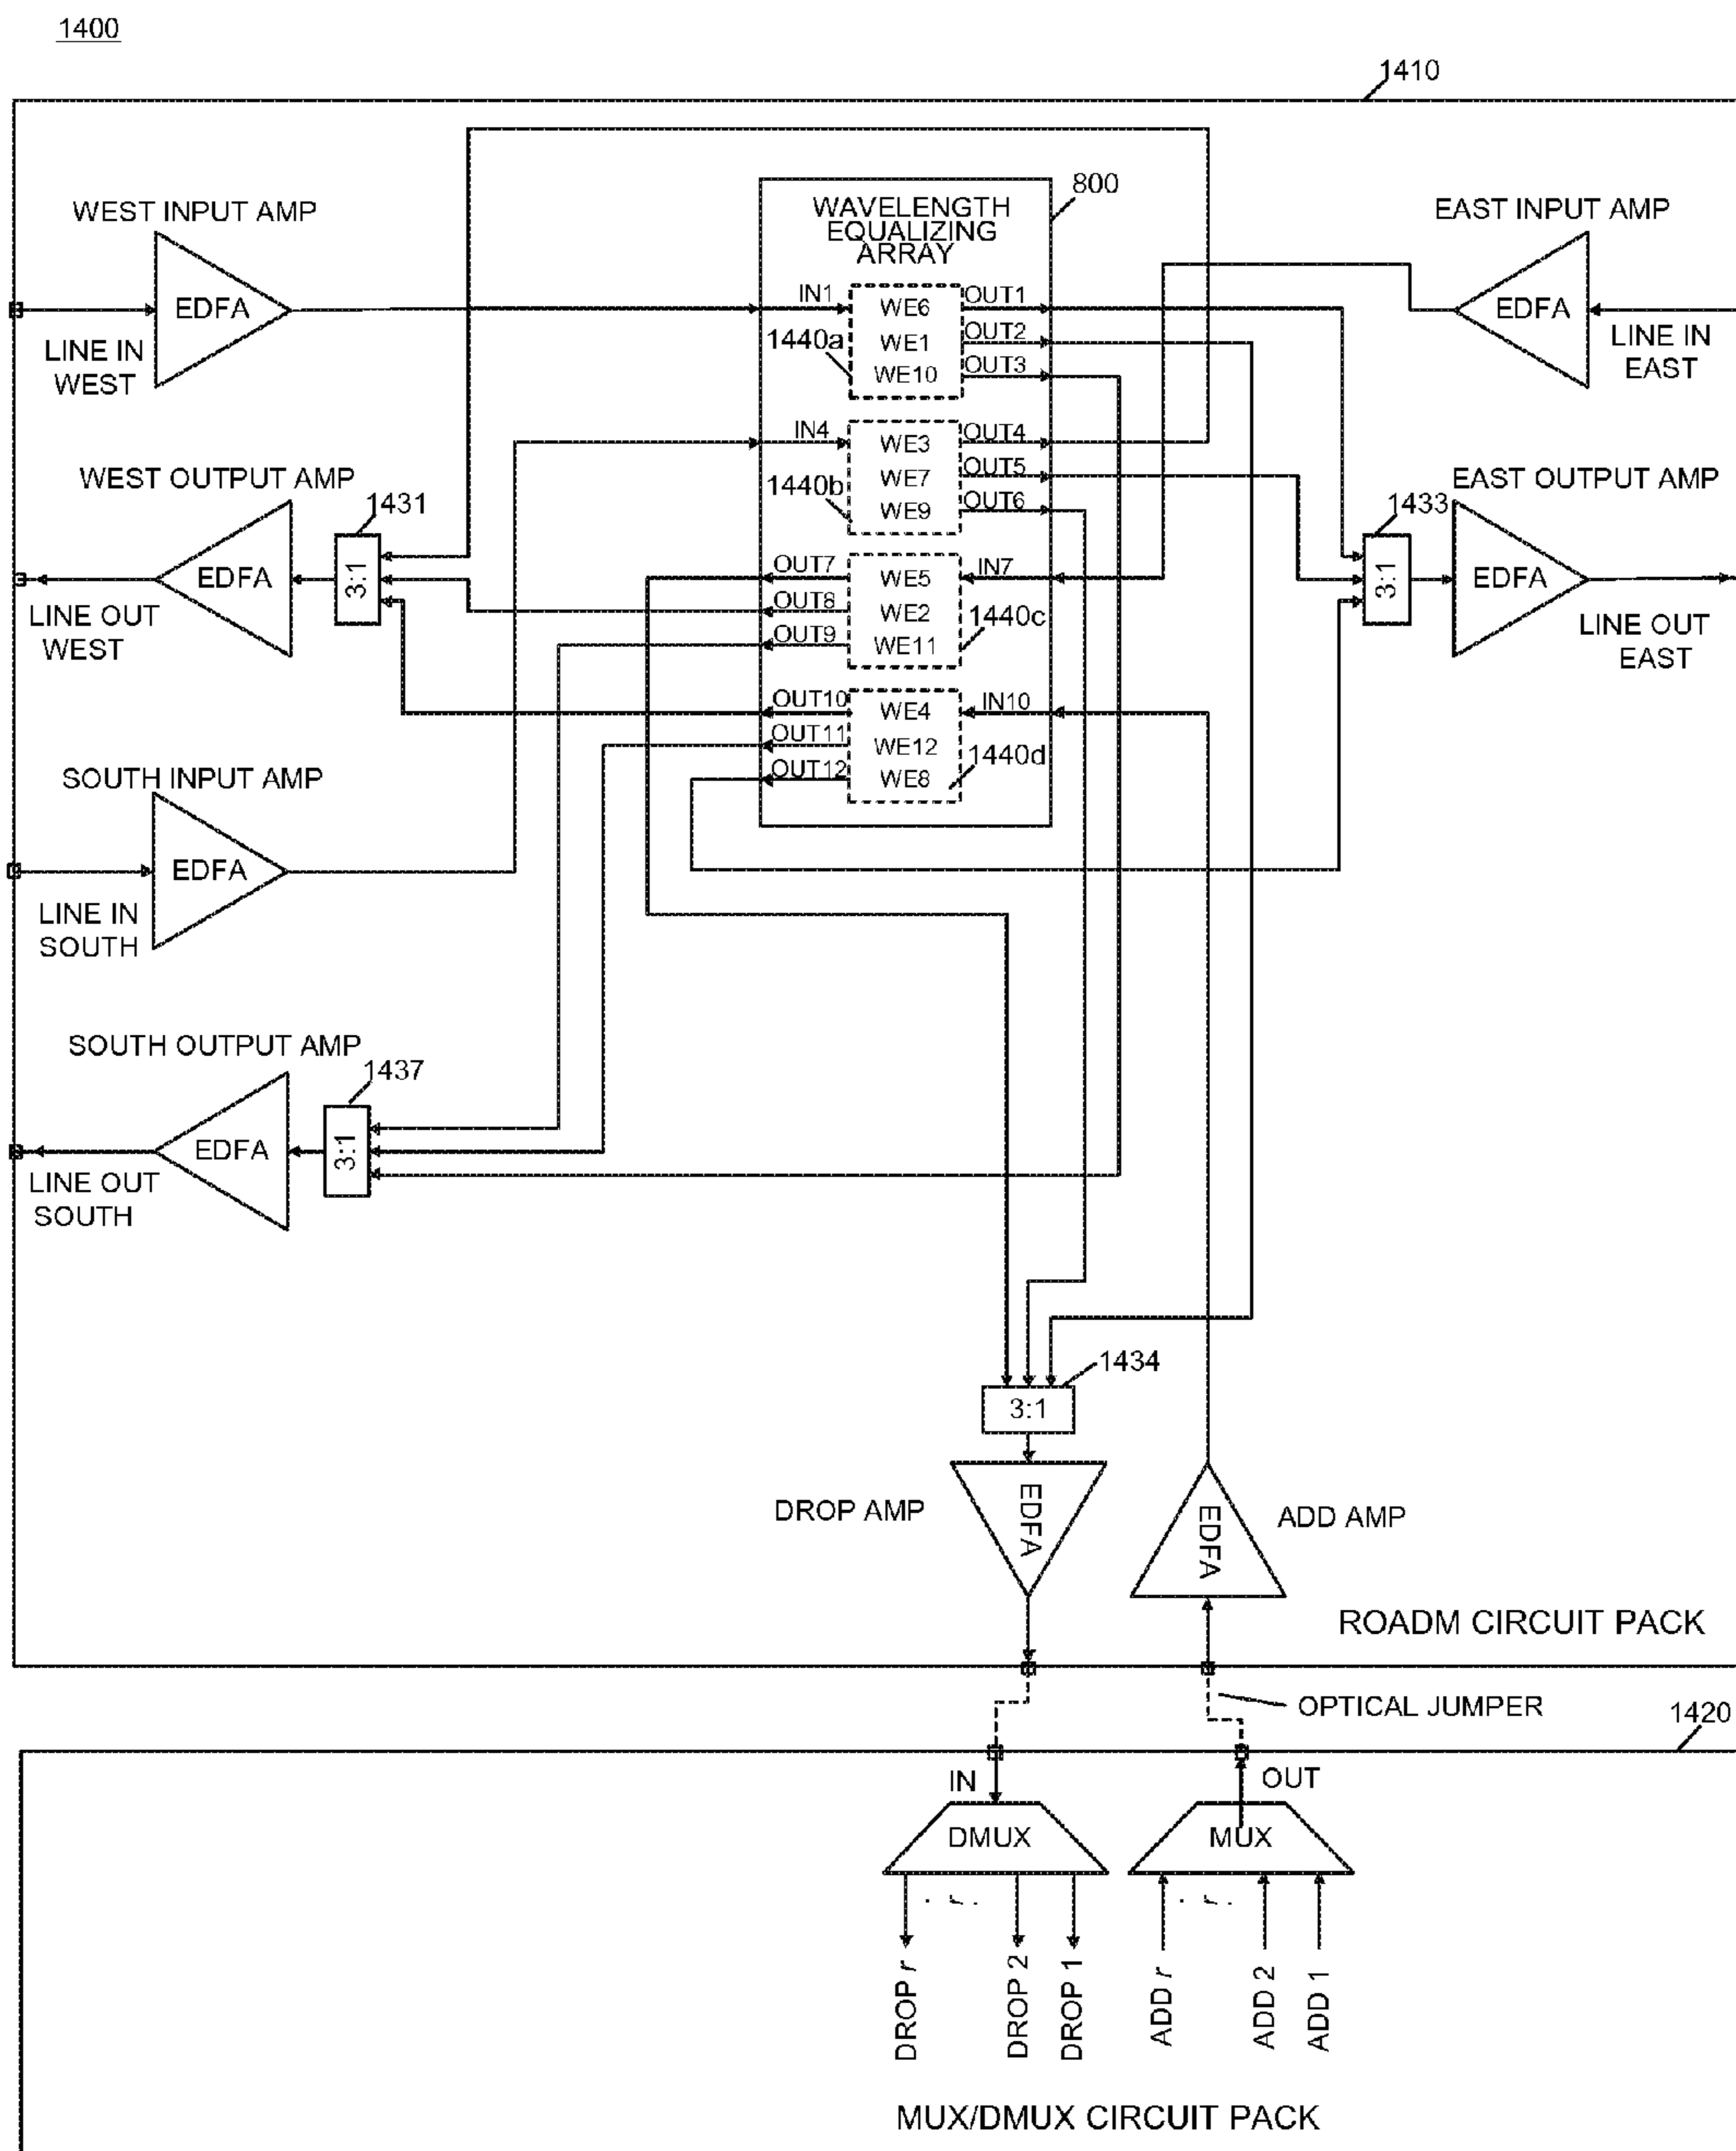 1400
1410
800
WEST INPUT AMP
EDFA
LINE IN
WEST
WAVELENGTH
EQUALIZING
ARRAY
EAST INPUT AMP
EDFA
LINE IN
EAST
IN1
WE6
WE1
WE10
OUT1
OUT2
OUT3
1440a
IN4
WE3
WE7
WE9
OUT4
OUT5
OUT6
1440b
WEST OUTPUT AMP
1431
EDFA
3:1
LINE OUT
WEST
EAST OUTPUT AMP
1433
3:1
EDFA
LINE OUT
EAST
OUT7
OUT8
OUT9
WE5
WE2
WE11
IN7
1440c
OUT10
OUT11
OUT12
WE4
WE12
WE8
IN10
1440d
SOUTH INPUT AMP
EDFA
LINE IN
SOUTH
SOUTH OUTPUT AMP
1437
EDFA
3:1
LINE OUT
SOUTH
1434
3:1
DROP AMP
EDFA
EDFA
ADD AMP
ROADM CIRCUIT PACK
OPTICAL JUMPER
1420
IN
OUT
DMUX
MUX
. r .
. r .
DROP r
DROP 2
DROP 1
ADD r
ADD 2
ADD 1
MUX/DMUX CIRCUIT PACK